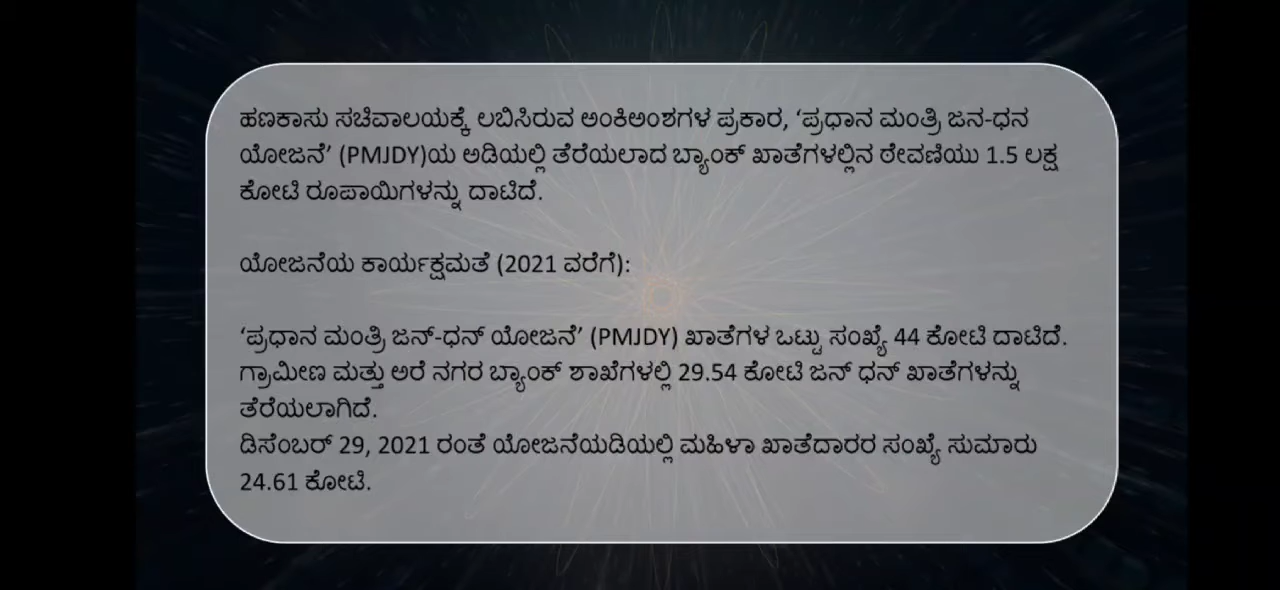 ಹಣಕಾಸು ಸಚಿವಾಲಯಕ್ಕೆ ಲಬಿಸಿರುವ ಅಂಕಿಅಂಶಗಳ ಪ್ರಕಾರ, ‘ಪ್ರಧಾನ ಮಂತ್ರಿ ಜನ-ಧನ
ಯೋಜನೆ’ (PMJDY)ಯ ಅಡಿಯಲ್ಲಿ ತೆರೆಯಲಾದ ಬ್ಯಾಂಕ್ ಖಾತೆಗಳಲ್ಲಿನ ಠೇವಣಿಯು 1.5 ಲಕ್ಷ
ಕೋಟಿ ರೂಪಾಯಿಗಳನ್ನು ದಾಟಿದೆ.
ಯೋಜನೆಯ ಕಾರ್ಯಕ್ಷಮತೆ (2021 ವರೆಗೆ):
‘ಪ್ರಧಾನ ಮಂತ್ರಿ ಜನ್-ಧನ್ ಯೋಜನೆ’ (PMJDY) ಖಾತೆಗಳ ಒಟ್ಟು ಸಂಖ್ಯೆ 44 ಕೋಟಿ ದಾಟಿದೆ.
ಗ್ರಾಮೀಣ ಮತ್ತು ಅರೆ ನಗರ ಬ್ಯಾಂಕ್ ಶಾಖೆಗಳಲ್ಲಿ 29.54 ಕೋಟಿ ಜನ್ ಧನ್ ಖಾತೆಗಳನ್ನು
ತೆರೆಯಲಾಗಿದೆ.
ಡಿಸೆಂಬರ್ 29, 2021 ರಂತೆ ಯೋಜನೆಯಡಿಯಲ್ಲಿ ಮಹಿಳಾ ಖಾತೆದಾರರ ಸಂಖ್ಯೆ ಸುಮಾರು
24.61 ಕೋಟಿ.